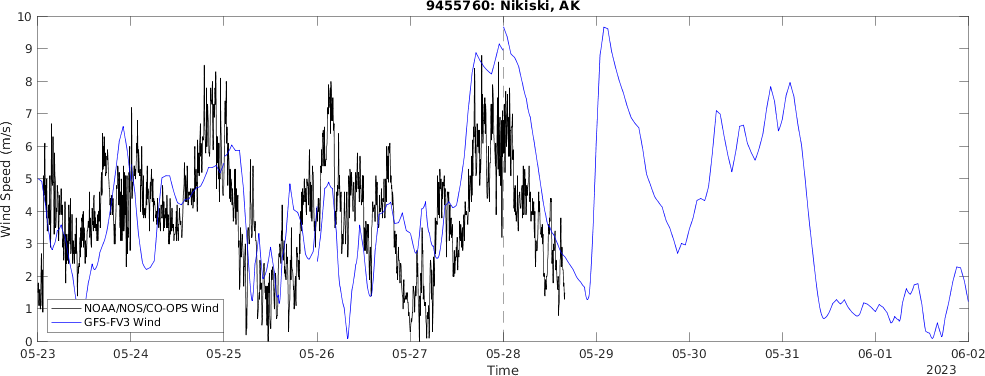 9455760: Nikiski, AK
10
9
8
7
6
5
4
3
2
1
0
Wind Speed (m/s)
NOAA/NOS/CO-OPS Wind
GFS-FV3 Wind
05-23 05-24 05-25 05-26 05-27 05-28 05-29 05-30 05-31 06-01 06-02
Time
2023